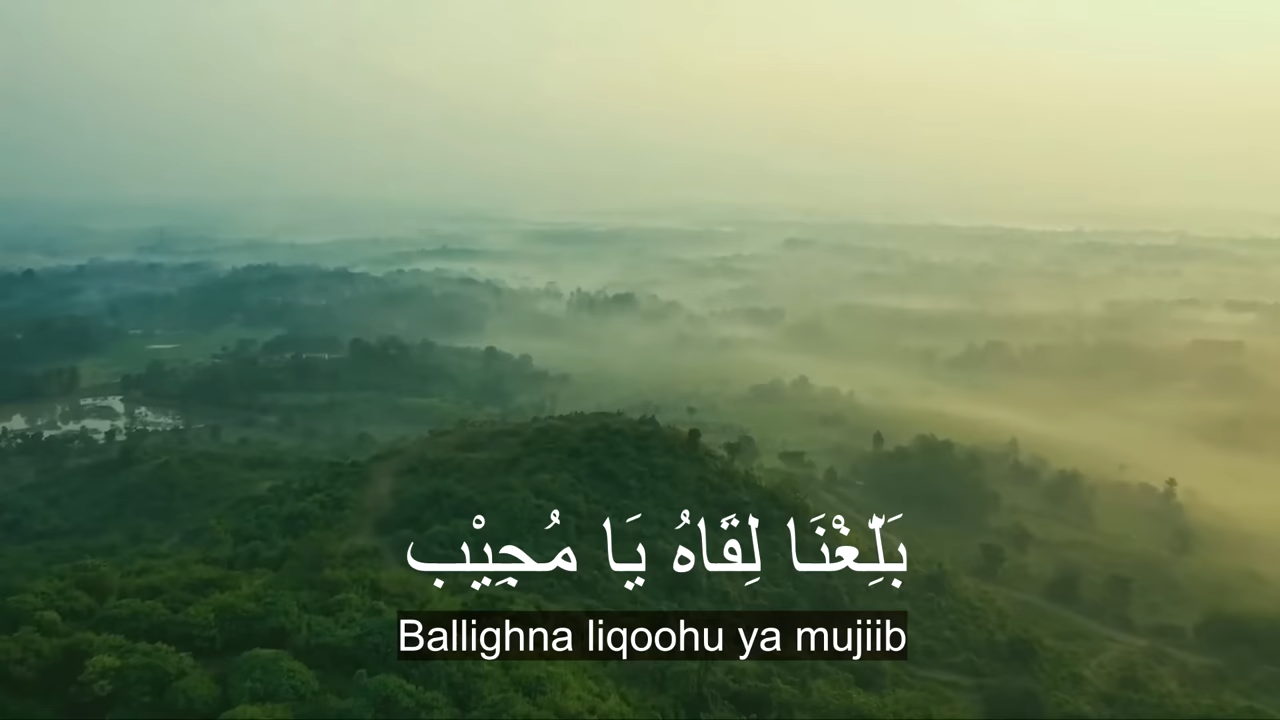 بَلِّغْنَا لِقَاهُ يَا مُجِيْب
Ballighna liqoohu ya mujiib